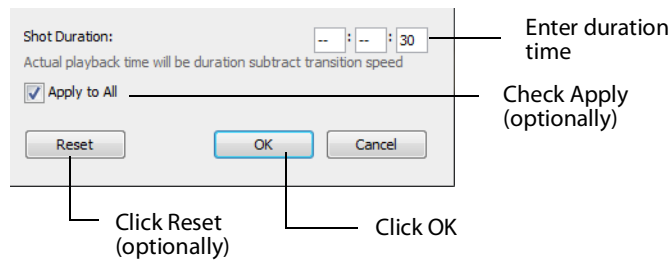 Shot Duration: -- : -- : 30
Enter duration
time
Actual playback time will be duration subtract transition speed
Apply to All
Check Apply
(optionally)
Reset OK Cancel
Click Reset
(optionally)
Click OK